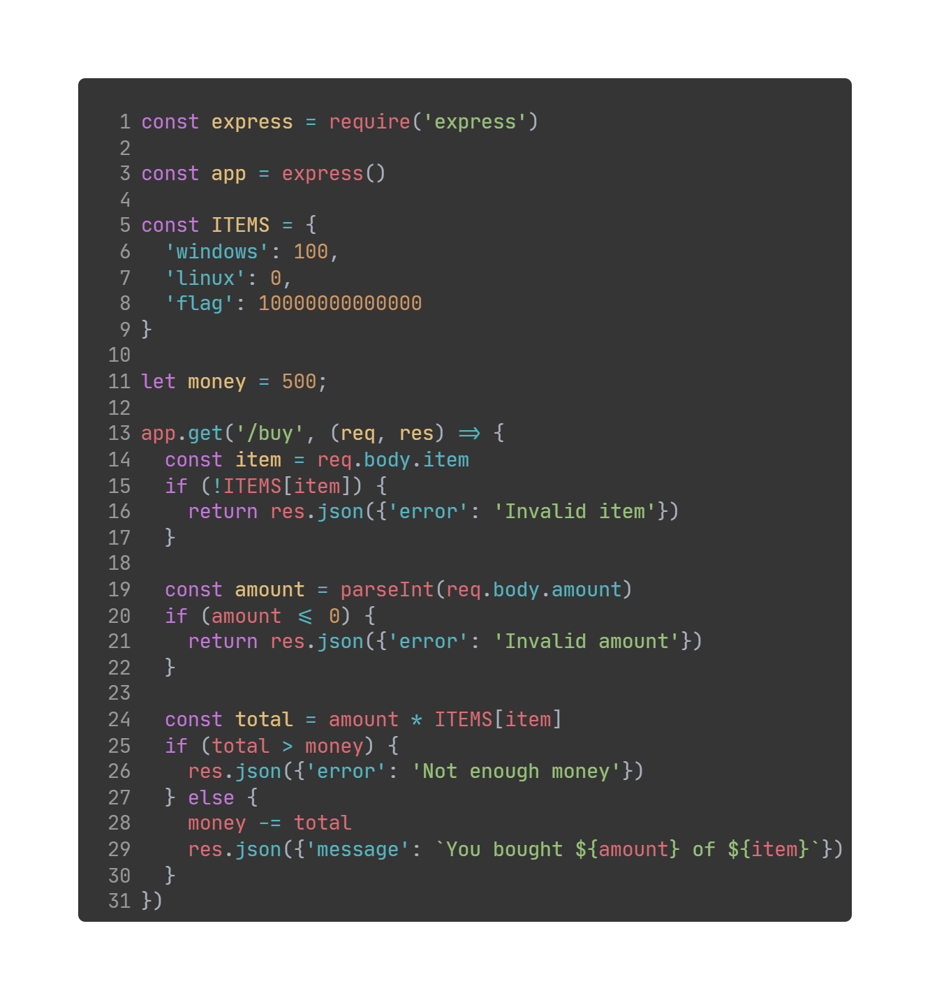 1 const express = require('express')
2
3 const app = express()
4
5 const ITEMS = {
6   'windows': 100,
7   'linux': 0,
8   'flag': 10000000000000
9 }
10
11 let money = 500;
12
13 app.get('/buy', (req, res) => {
14   const item = req.body.item
15   if (!ITEMS[item]) {
16     return res.json({'error': 'Invalid item'})
17   }
18
19   const amount = parseInt(req.body.amount)
20   if (amount <= 0) {
21     return res.json({'error': 'Invalid amount'})
22   }
23
24   const total = amount * ITEMS[item]
25   if (total > money) {
26     res.json({'error': 'Not enough money'})
27   } else {
28     money -= total
29     res.json({'message': `You bought ${amount} of ${item}`})
30   }
31 })